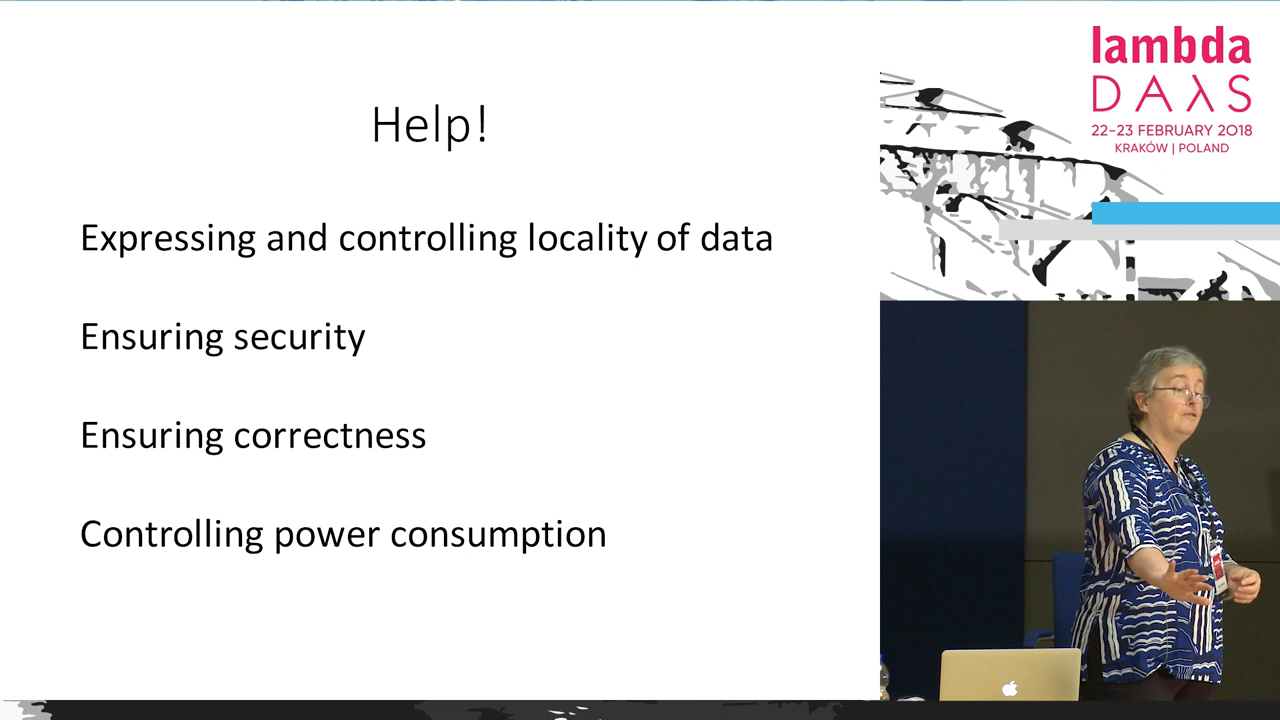 Help!
Expressing and controlling locality of data
Ensuring security
Ensuring correctness
Controlling power consumption
lambda
DAλS
22-23 FEBRUARY 2018
KRAKÓW | POLAND